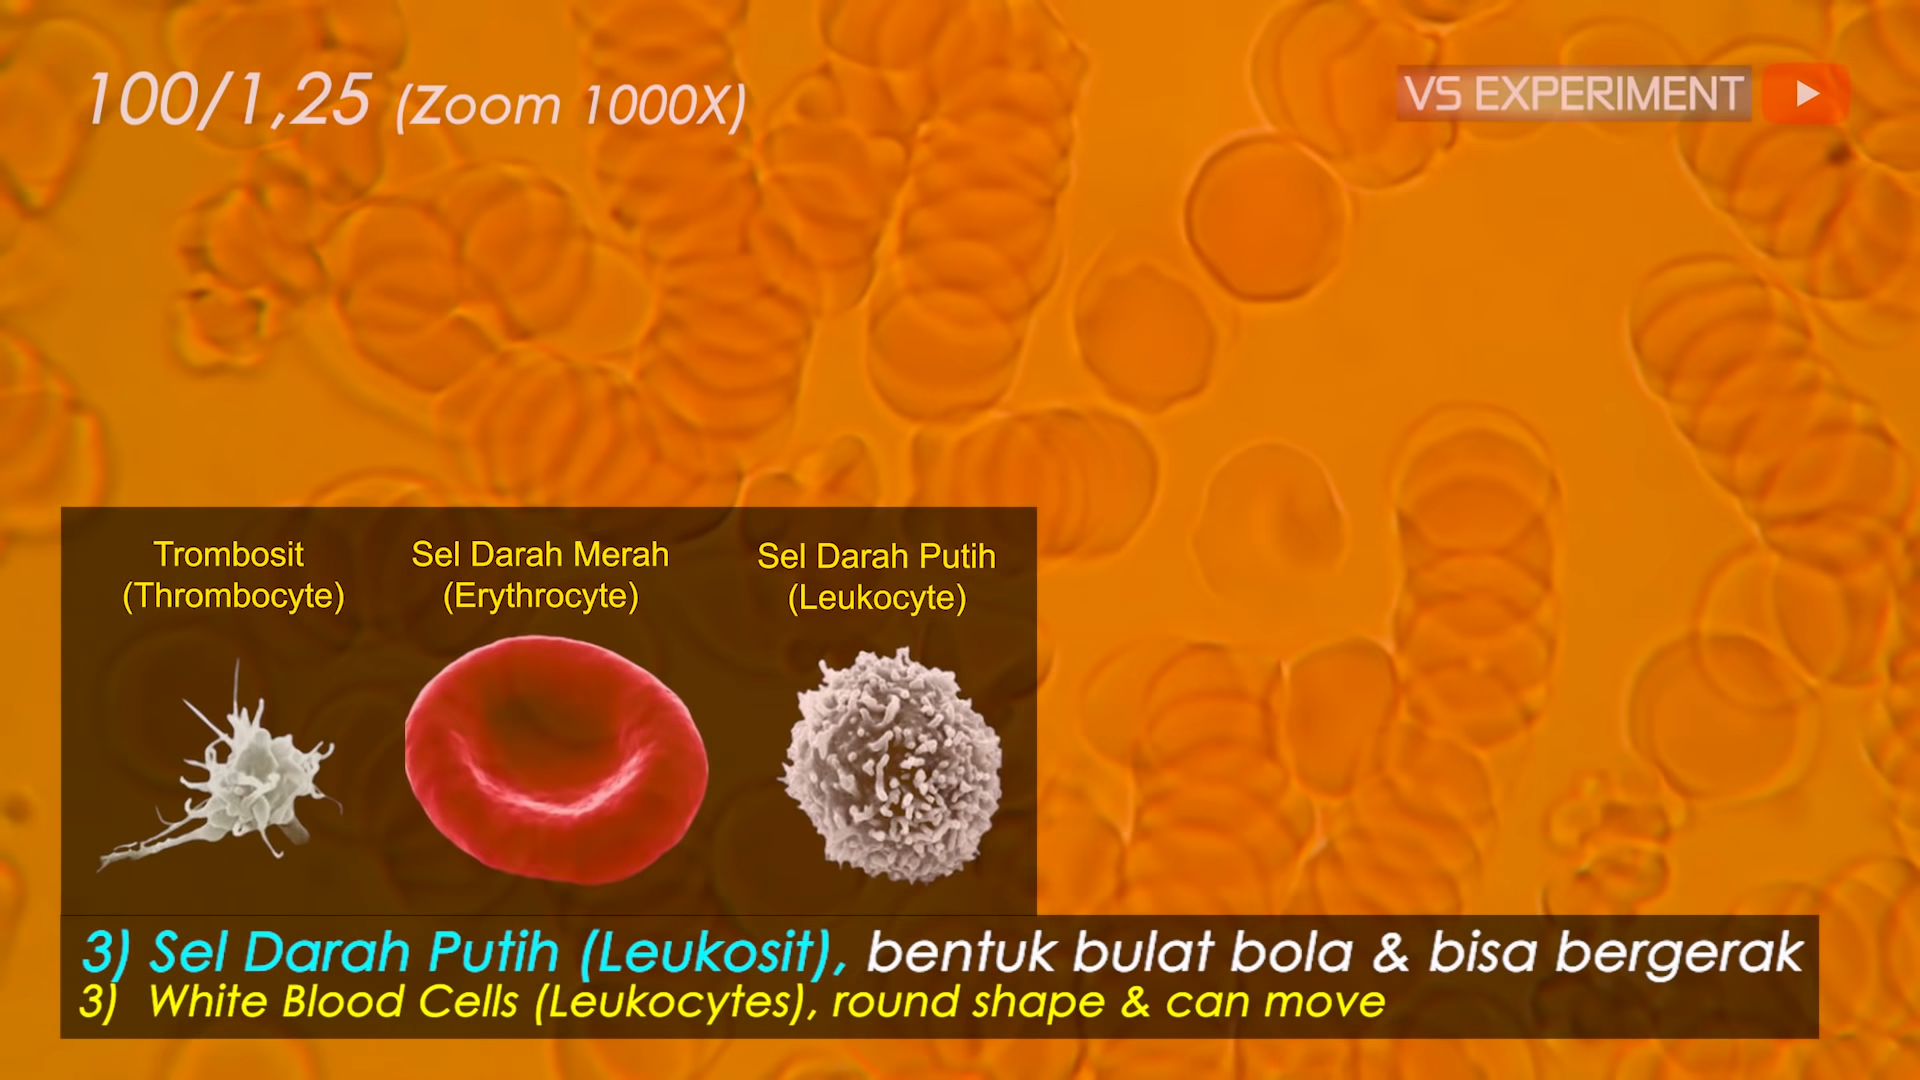 100/1,25 (Zoom 1000X)
VS EXPERIMENT
Trombosit
(Thrombocyte)
Sel Darah Merah
(Erythrocyte)
Sel Darah Putih
(Leukocyte)
3) Sel Darah Putih (Leukosit), bentuk bulat bola & bisa bergerak
3) White Blood Cells (Leukocytes), round shape & can move